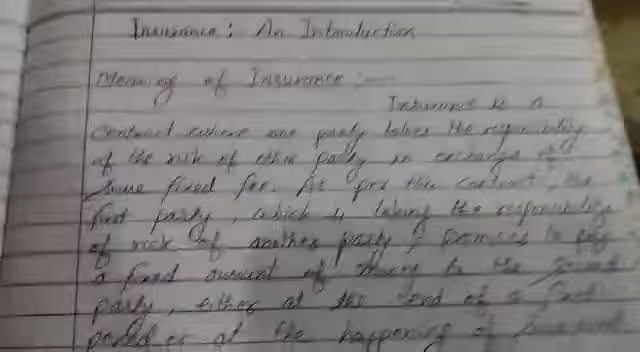 Insurance: An Introduction
Meaning of Insurance :—
Insurance is a
contract where one party takes the responsibility
of the risk of other party in exchange of
some fixed fee. As per this contract, the
first party, which is taking the responsibility
of risk of another party, promises to pay
a fixed amount of money to the second
party, either at the end of a fixed
period or at the happening of